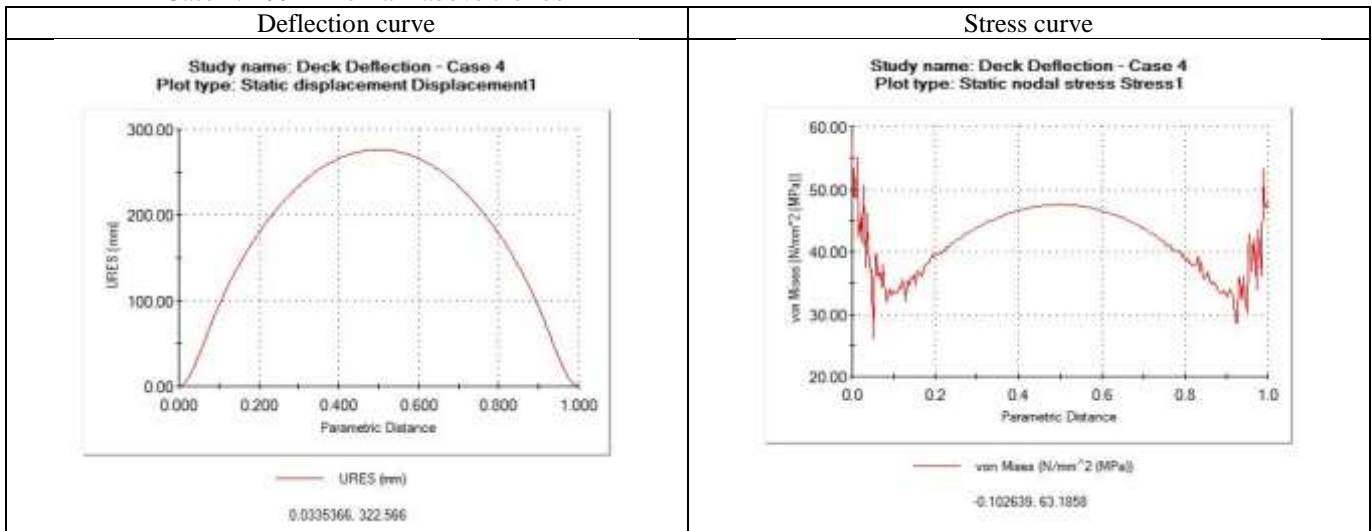 Deflection curve
Stress curve
Study name: Deck Deflection - Case 4
Plot type: Static displacement Displacement1
300.00
200.00
100.00
0.00
URES (mm)
0.000 0.200 0.400 0.600 0.800 1.000
Parametric Distance
URES (mm)
0.0335366, 322.566
Study name: Deck Deflection - Case 4
Plot type: Static nodal stress Stress1
60.00
50.00
40.00
30.00
20.00
von Mises (N/mm^2 (MPa))
0.0 0.2 0.4 0.6 0.8 1.0
Parametric Distance
von Mises (N/mm^2 (MPa))
-0.102639, 63.1858